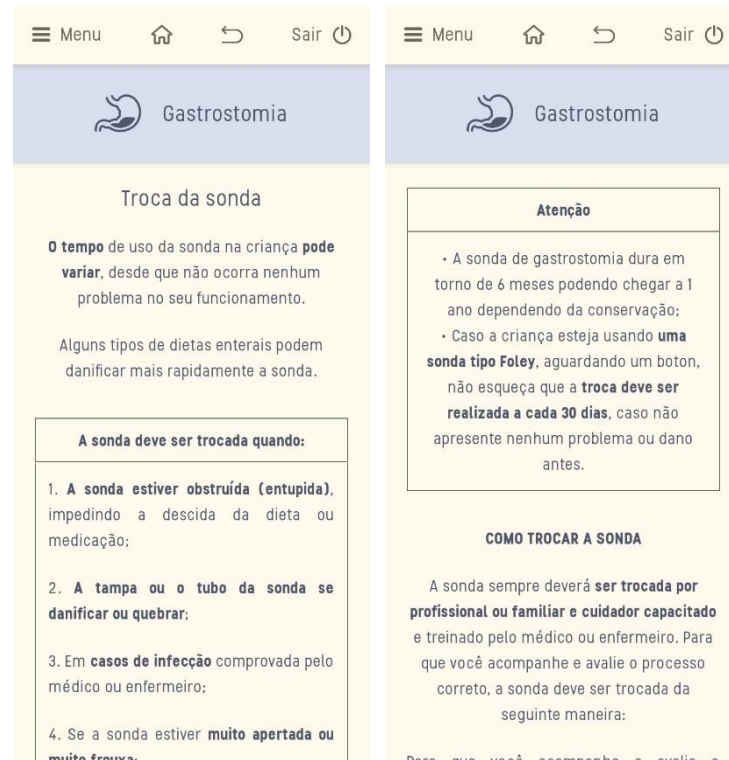 Menu Sair
Gastrostomia
Troca da sonda
O tempo de uso da sonda na criança pode
variar, desde que não ocorra nenhum
problema no seu funcionamento.
Alguns tipos de dietas enterais podem
danificar mais rapidamente a sonda.
A sonda deve ser trocada quando:
1. A sonda estiver obstruída (entupida),
impedindo a descida da dieta ou
medicação;
2. A tampa ou o tubo da sonda se
danificar ou quebrar;
3. Em casos de infecção comprovada pelo
médico ou enfermeiro;
4. Se a sonda estiver muito apertada ou
muito frouxa;
Menu Sair
Gastrostomia
Atenção
• A sonda de gastrostomia dura em
torno de 6 meses podendo chegar a 1
ano dependendo da conservação;
• Caso a criança esteja usando uma
sonda tipo Foley, aguardando um boton,
não esqueça que a troca deve ser
realizada a cada 30 dias, caso não
apresente nenhum problema ou dano
antes.
COMO TROCAR A SONDA
A sonda sempre deverá ser trocada por
profissional ou familiar e cuidador capacitado
e treinado pelo médico ou enfermeiro. Para
que você acompanhe e avalie o processo
correto, a sonda deve ser trocada da
seguinte maneira:
Para que você acompanhe e avalie o